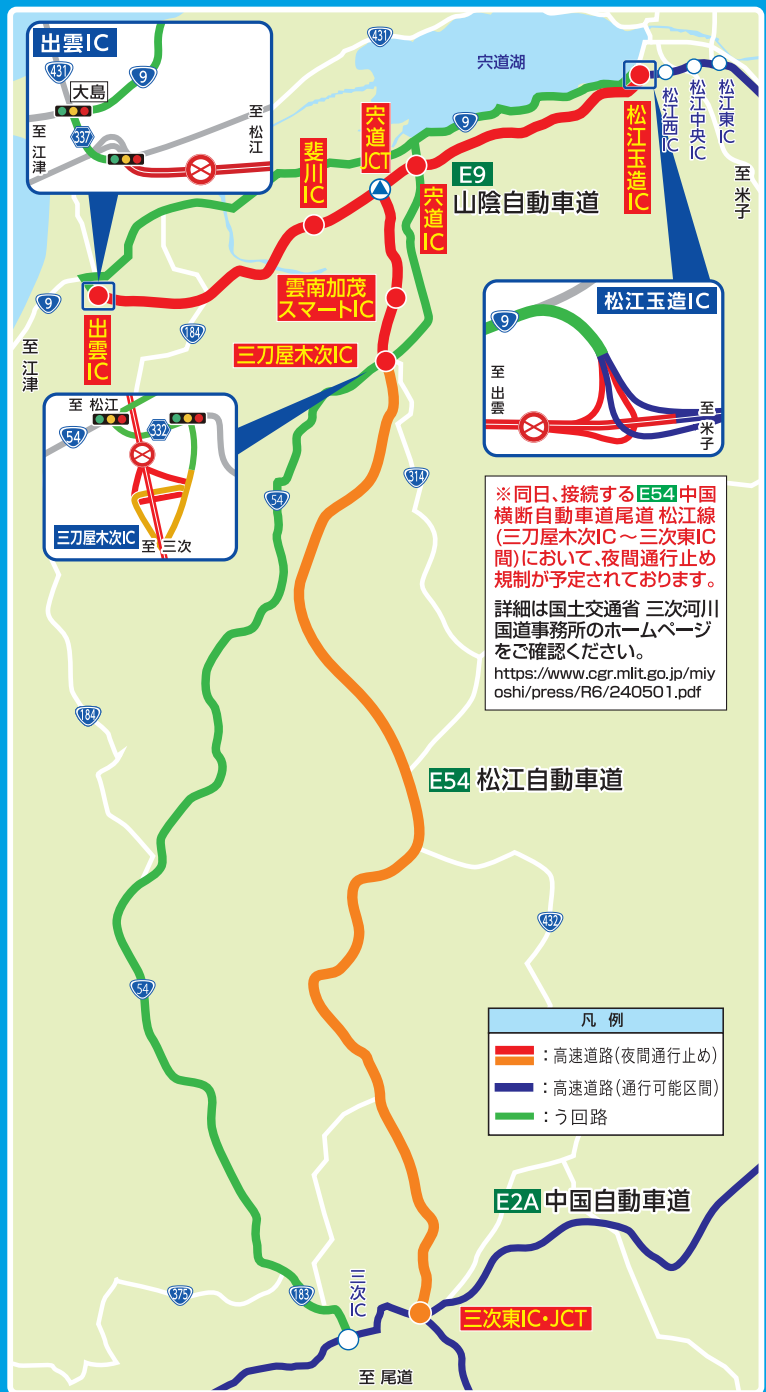 出雲IC
431
9
大島
337
至 江津
至 松江
431
宍道湖
9
松江玉造IC
松江西IC
松江中央IC
松江東IC
至 米子
斐川IC
宍道JCT
宍道IC
E9
山陰自動車道
雲南加茂
スマートIC
三刀屋木次IC
9
至 江津
出雲IC
184
松江玉造IC
9
至 出雲
至 米子
至 松江
54
332
三刀屋木次IC
至 三次
314
54
※同日、接続するE54中国
横断自動車道尾道 松江線
(三刀屋木次IC～三次東IC
間)において、夜間通行止め
規制が予定されております。
詳細は国土交通省 三次河川
国道事務所のホームページ
をご確認ください。
https://www.cgr.mlit.go.jp/miy
oshi/press/R6/240501.pdf
184
E54 松江自動車道
432
54
凡 例
：高速道路(夜間通行止め)
：高速道路(通行可能区間)
：う回路
E2A 中国自動車道
375
183
三次IC
三次東IC・JCT
至 尾道